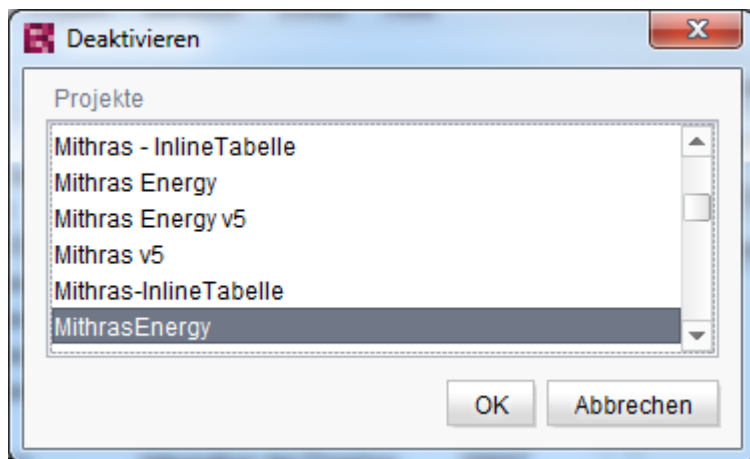 Deaktivieren
Projekte
Mithras - InlineTabelle
Mithras Energy
Mithras Energy v5
Mithras v5
Mithras-InlineTabelle
MithrasEnergy
OK Abbrechen